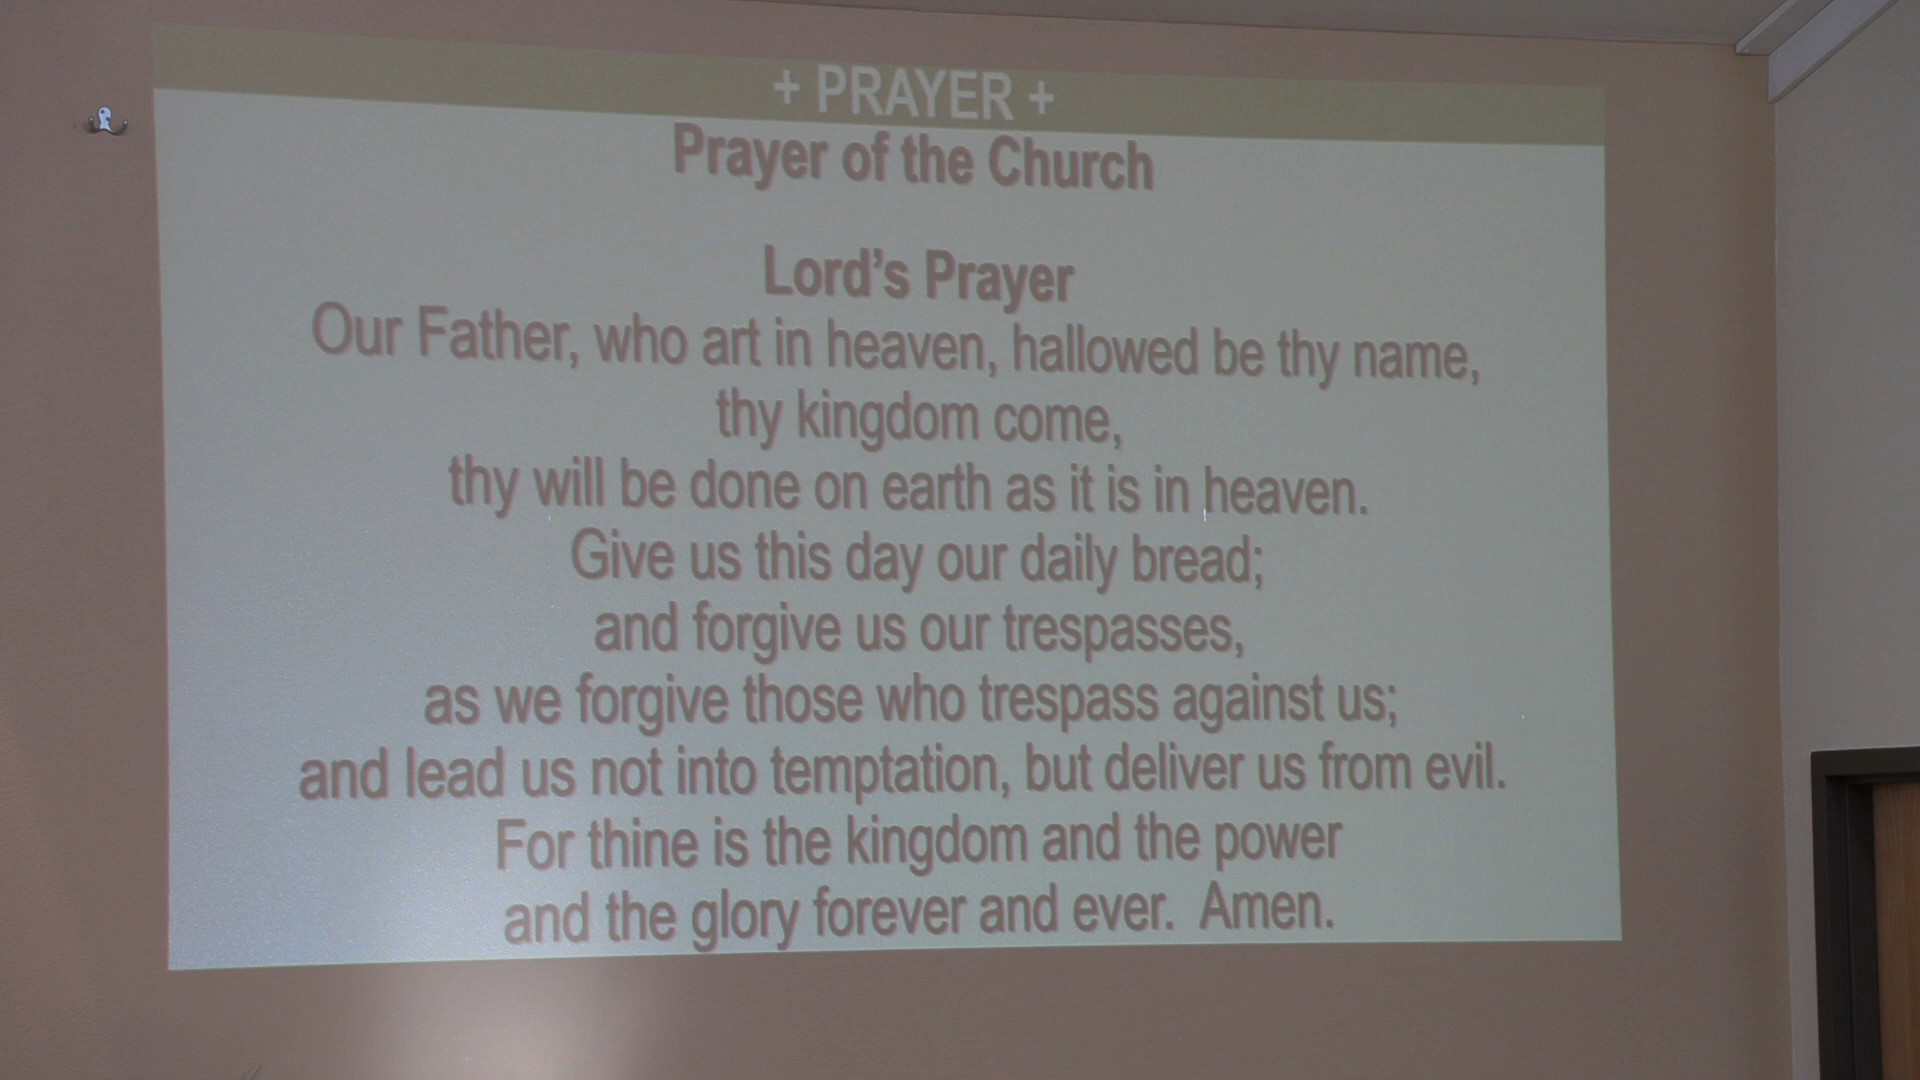 + PRAYER +
Prayer of the Church
Lord’s Prayer
Our Father, who art in heaven, hallowed be thy name,
thy kingdom come,
thy will be done on earth as it is in heaven.
Give us this day our daily bread;
and forgive us our trespasses,
as we forgive those who trespass against us;
and lead us not into temptation, but deliver us from evil.
For thine is the kingdom and the power
and the glory forever and ever.  Amen.